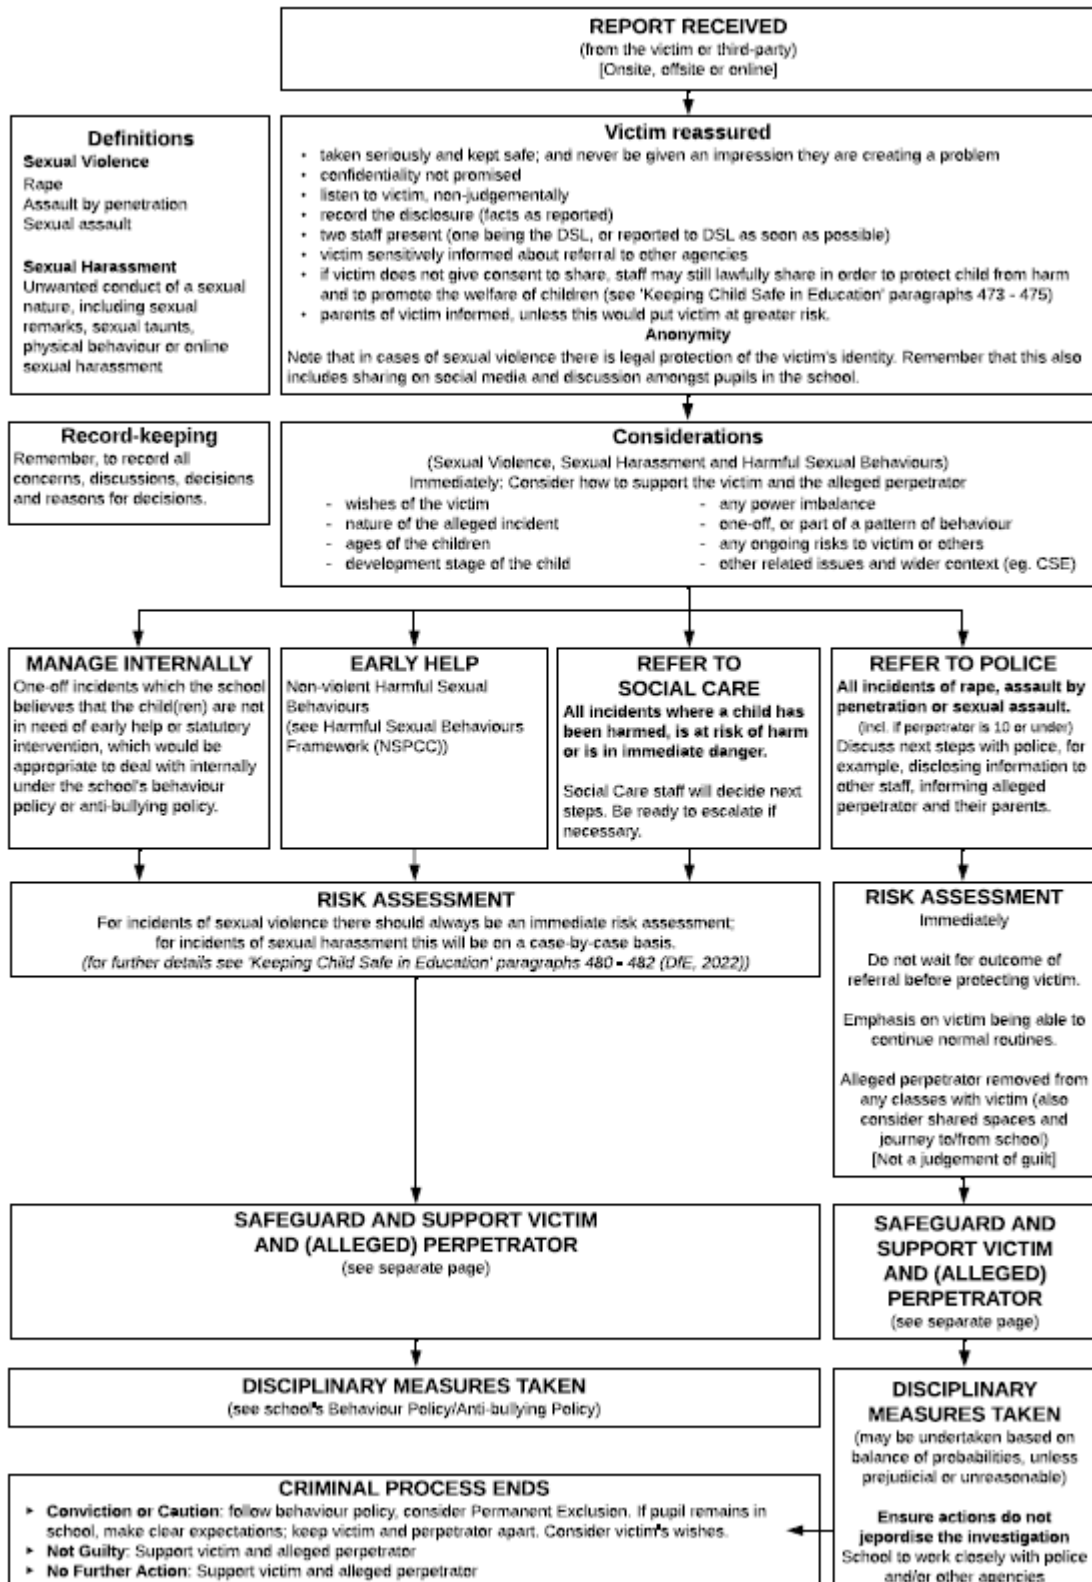 REPORT RECEIVED
(from the victim or third-party)
[Onsite, offsite or online]
Definitions
Sexual Violence
Rape
Assault by penetration
Sexual assault
Sexual Harassment
Unwanted conduct of a sexual
nature, including sexual
remarks, sexual taunts,
physical behaviour or online
sexual harassment
Victim reassured
• taken seriously and kept safe; and never be given an impression they are creating a problem
• confidentiality not promised
• listen to victim, non-judgementally
• record the disclosure (facts as reported)
• two staff present (one being the DSL, or reported to DSL as soon as possible)
• victim sensitively informed about referral to other agencies
• if victim does not give consent to share, staff may still lawfully share in order to protect child from harm
and to promote the welfare of children (see 'Keeping Child Safe in Education' paragraphs 473 - 475)
• parents of victim informed, unless this would put victim at greater risk.
Anonymity
Note that in cases of sexual violence there is legal protection of the victim's identity. Remember that this also
includes sharing on social media and discussion amongst pupils in the school.
Record-keeping
Remember, to record all
concerns, discussions, decisions
and reasons for decisions.
Considerations
(Sexual Violence, Sexual Harassment and Harmful Sexual Behaviours)
Immediately: Consider how to support the victim and the alleged perpetrator
- wishes of the victim
- nature of the alleged incident
- ages of the children
- development stage of the child
- any power imbalance
- one-off, or part of a pattern of behaviour
- any ongoing risks to victim or others
- other related issues and wider context (eg. CSE)
MANAGE INTERNALLY
One-off incidents which the school
believes that the child(ren) are not
in need of early help or statutory
intervention, which would be
appropriate to deal with internally
under the school's behaviour
policy or anti-bullying policy.
EARLY HELP
Non-violent Harmful Sexual
Behaviours
(see Harmful Sexual Behaviours
Framework (NSPCC))
REFER TO
SOCIAL CARE
All incidents where a child has
been harmed, is at risk of harm
or is in immediate danger.
Social Care staff will decide next
steps. Be ready to escalate if
necessary.
REFER TO POLICE
All incidents of rape, assault by
penetration or sexual assault.
(incl. if perpetrator is 10 or under)
Discuss next steps with police, for
example, disclosing information to
other staff, informing alleged
perpetrator and their parents.
RISK ASSESSMENT
For incidents of sexual violence there should always be an immediate risk assessment;
for incidents of sexual harassment this will be on a case-by-case basis.
(for further details see 'Keeping Child Safe in Education' paragraphs 480 - 482 (DfE, 2022))
RISK ASSESSMENT
Immediately
Do not wait for outcome of
referral before protecting victim.
Emphasis on victim being able to
continue normal routines.
Alleged perpetrator removed from
any classes with victim (also
consider shared spaces and
journey to/from school)
[Not a judgement of guilt]
SAFEGUARD AND SUPPORT VICTIM
AND (ALLEGED) PERPETRATOR
(see separate page)
SAFEGUARD AND
SUPPORT VICTIM
AND (ALLEGED)
PERPETRATOR
(see separate page)
DISCIPLINARY MEASURES TAKEN
(see school's Behaviour Policy/Anti-bullying Policy)
DISCIPLINARY
MEASURES TAKEN
(may be undertaken based on
balance of probabilities, unless
prejudicial or unreasonable)
Ensure actions do not
jepordise the investigation
School to work closely with police
and/or other agencies
CRIMINAL PROCESS ENDS
▸ Conviction or Caution: follow behaviour policy, consider Permanent Exclusion. If pupil remains in
school, make clear expectations; keep victim and perpetrator apart. Consider victim's wishes.
▸ Not Guilty: Support victim and alleged perpetrator
▸ No Further Action: Support victim and alleged perpetrator